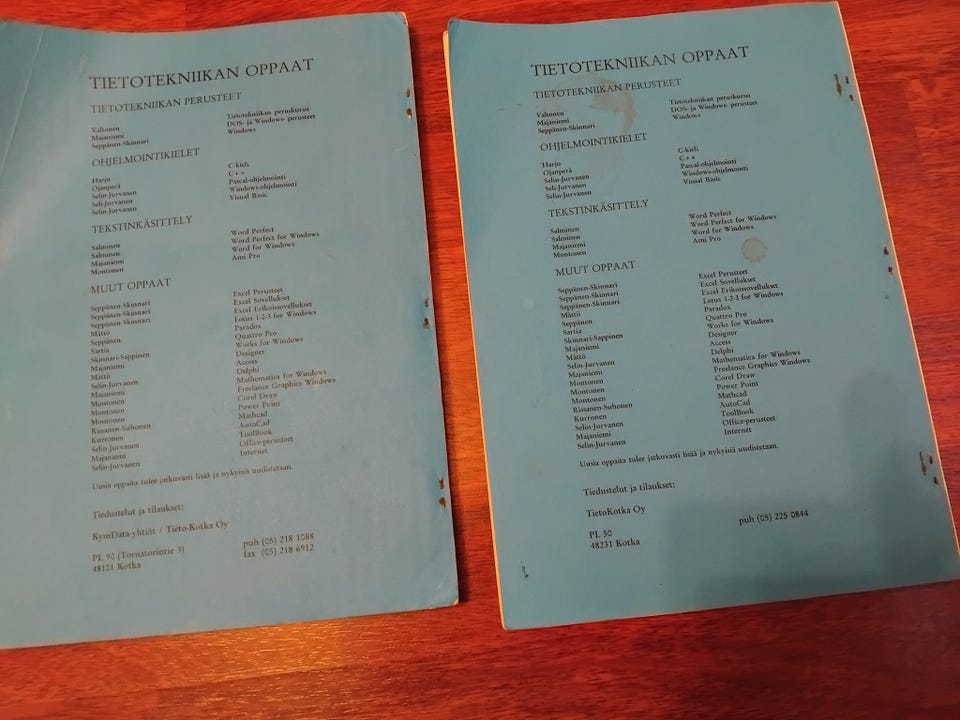 TIETOTEKNIIKAN OPPAAT
TIETOTEKNIIKAN PERUSTEET
Valtonen Tietotekniikan peruskurssi
Majaniemi DOS- ja Windows- perusteet
Seppänen-Skinnari Windows
OHJELMOINTIKIELET
Harju C-kieli
Ojanperä C++
Selin-Jurvanen Pascal-ohjelmointi
Seli-Jurvanen Windows-ohjelmointi
Selin-Jurvanen Visual Basic
TEKSTINKÄSITTELY
Salminen Word Perfect
Salminen Word Perfect for Windows
Majaniemi Word for Windows
Montonen Ami Pro
MUUT OPPAAT
Seppänen-Skinnari Excel Perusteet
Seppänen-Skinnari Excel Sovellukset
Seppänen-Skinnari Excel Erikoissovellukset
Mättö Lotus 1-2-3 for Windows
Seppänen Paradox
Sartia Quattro Pro
Skinnari-Sappinen Works for Windows
Majaniemi Designer
Mättö Access
Selin-Jurvanen Delphi
Majaniemi Mathematica for Windows
Montonen Freelance Graphics Windows
Montonen Corel Draw
Montonen Power Point
Rissanen-Suhonen Mathcad
Kurronen AutoCad
Selin-Jurvanen ToolBook
Majaniemi Office-perusteet
Selin-Jurvanen Internet
Uusia oppaita tulee jatkuvasti lisää ja nykyisiä uudistetaan.
Tiedustelut ja tilaukset:
KymData-yhtiöt / Tieto-Kotka Oy
PL 90 (Tornatorintie 3) puh (05) 218 1088
48101 Kotka fax (05) 218 6912
TIETOTEKNIIKAN OPPAAT
TIETOTEKNIIKAN PERUSTEET
Valtonen Tietotekniikan peruskurssi
Majaniemi DOS- ja Windows- perusteet
Seppänen-Skinnari Windows
OHJELMOINTIKIELET
Harju C-kieli
Ojanperä C++
Selin-Jurvanen Pascal-ohjelmointi
Seli-Jurvanen Windows-ohjelmointi
Selin-Jurvanen Visual Basic
TEKSTINKÄSITTELY
Salminen Word Perfect
Salminen Word Perfect for Windows
Majaniemi Word for Windows
Montonen Ami Pro
MUUT OPPAAT
Seppänen-Skinnari Excel Perusteet
Seppänen-Skinnari Excel Sovellukset
Seppänen-Skinnari Excel Erikoissovellukset
Mättö Lotus 1-2-3 for Windows
Seppänen Paradox
Sartia Quattro Pro
Skinnari-Sappinen Works for Windows
Majaniemi Designer
Mättö Access
Selin-Jurvanen Delphi
Majaniemi Mathematica for Windows
Montonen Freelance Graphics Windows
Montonen Corel Draw
Montonen Power Point
Rissanen-Suhonen Mathcad
Kurronen AutoCad
Selin-Jurvanen ToolBook
Majaniemi Office-perusteet
Selin-Jurvanen Internet
Uusia oppaita tulee jatkuvasti lisää ja nykyisiä uudistetaan.
Tiedustelut ja tilaukset:
TietoKotka Oy puh (05) 225 0844
PL 50
48231 Kotka